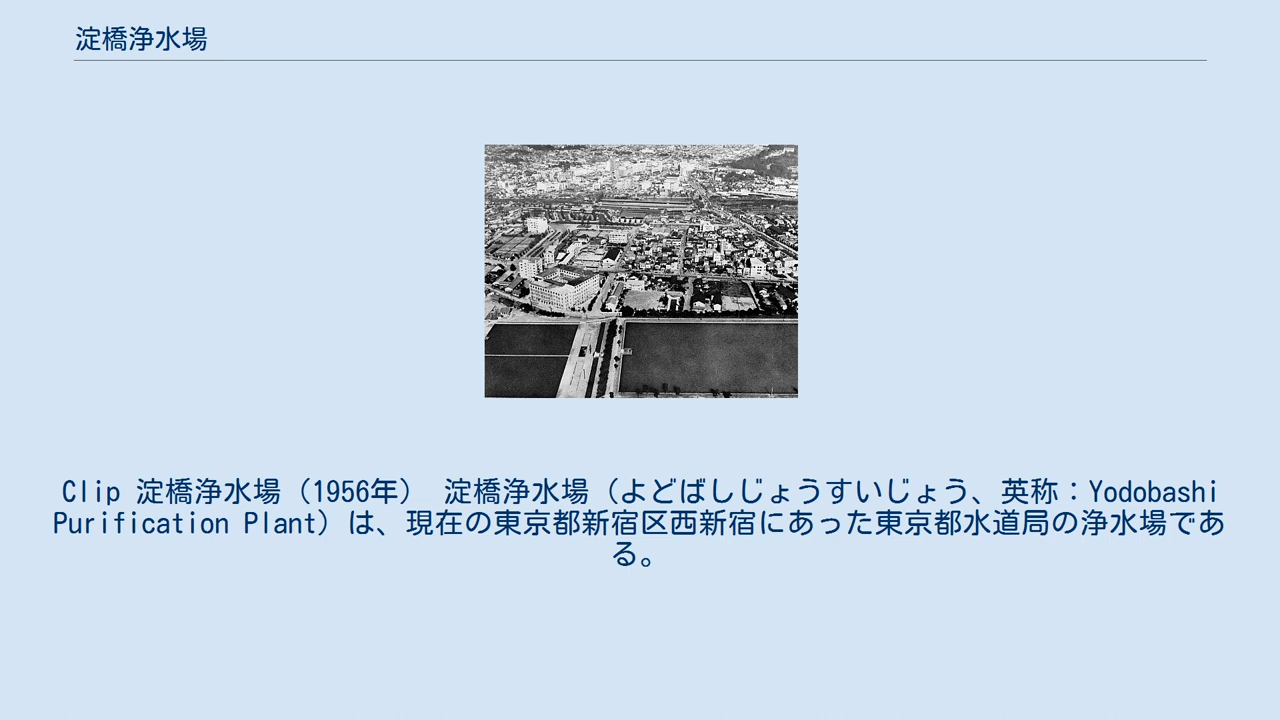 淀橋浄水場
Clip 淀橋浄水場（1956年） 淀橋浄水場（よどばしじょうすいじょう、英称：Yodobashi
Purification Plant）は、現在の東京都新宿区西新宿にあった東京都水道局の浄水場であ
る。